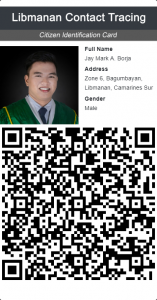 Libmanan Contact Tracing
Citizen Identification Card
Full Name
Jay Mark A. Borja
Address
Zone 6, Bagumbayan,
Libmanan, Camarines Sur
Gender
Male